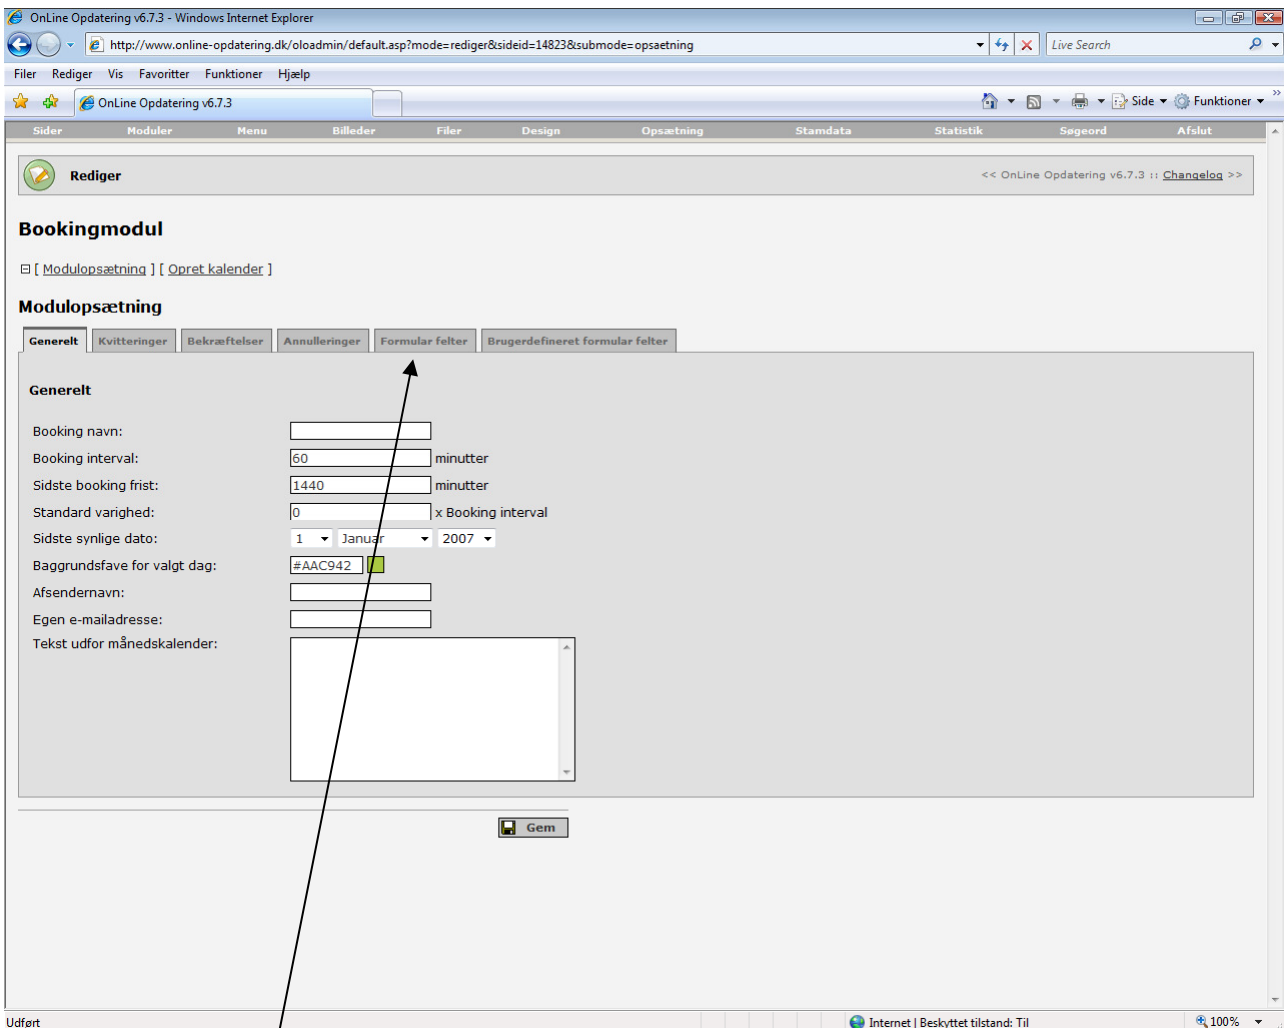 OnLine Opdatering v6.7.3 - Windows Internet Explorer
http://www.online-opdatering.dk/oloadmin/default.asp?mode=rediger&sideid=14823&submode=opsaetning
Live Search
Filer Rediger Vis Favoritter Funktioner Hjælp
OnLine Opdatering v6.7.3
Side Funktioner
Sider Moduler Menu Billeder Filer Design Opsætning Stamdata Statistik Søgeord Afslut
Rediger
<< OnLine Opdatering v6.7.3 :: Changelog >>
Bookingmodul
[ Modulopsætning ] [ Opret kalender ]
Modulopsætning
Generelt Kvitteringer Bekræftelser Annulleringer Formular felter Brugerdefineret formular felter
Generelt
Booking navn:
Booking interval: 60 minutter
Sidste booking frist: 1440 minutter
Standard varighed: 0 x Booking interval
Sidste synlige dato: 1 Januar 2007
Baggrundsfave for valgt dag: #AAC942
Afsendernavn:
Egen e-mailadresse:
Tekst udfor månedskalender:
Gem
Udført
Internet | Beskyttet tilstand: Til
100%